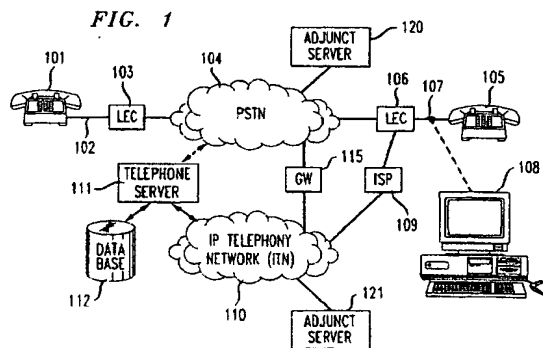 FIG. 1
101
102
103
LEC
104
PSTN
ADJUNCT
SERVER
120
106
LEC
107
105
TELEPHONE
SERVER
111
115
GW
ISP
109
108
DATA
BASE
112
IP TELEPHONY
NETWORK (ITN)
110
121
ADJUNCT
SERVER